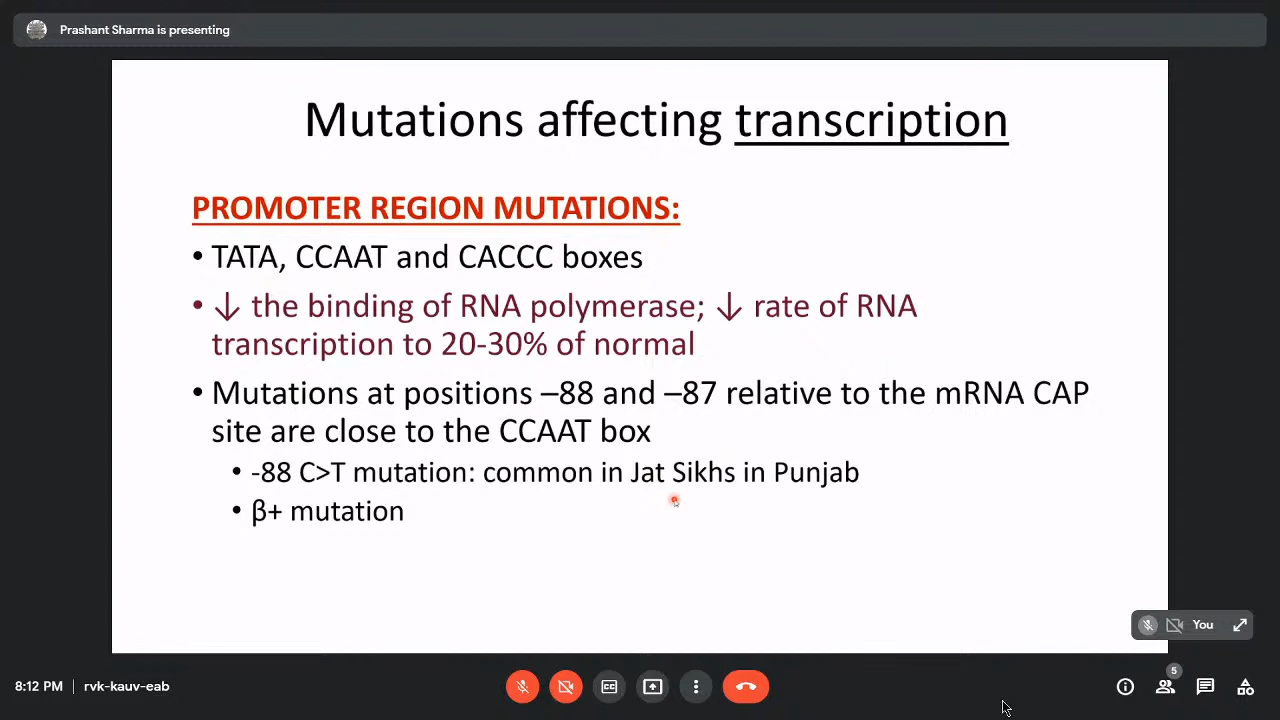 Prashant Sharma is presenting
Mutations affecting transcription
PROMOTER REGION MUTATIONS:
• TATA, CCAAT and CACCC boxes
• ↓ the binding of RNA polymerase; ↓ rate of RNA
transcription to 20-30% of normal
• Mutations at positions –88 and –87 relative to the mRNA CAP
site are close to the CCAAT box
• -88 C>T mutation: common in Jat Sikhs in Punjab
• β+ mutation
You
8:12 PM | rvk-kauv-eab
CC
5